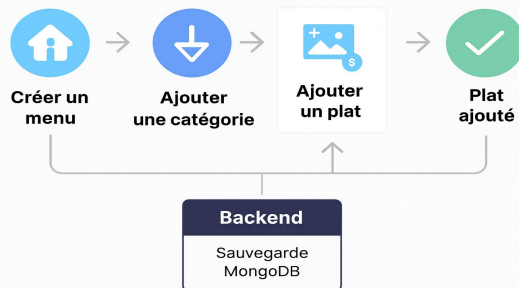 Créer un
menu
Ajouter
une catégorie
Ajouter
un plat
$
Plat
ajouté
Backend
Sauvegarde
MongoDB